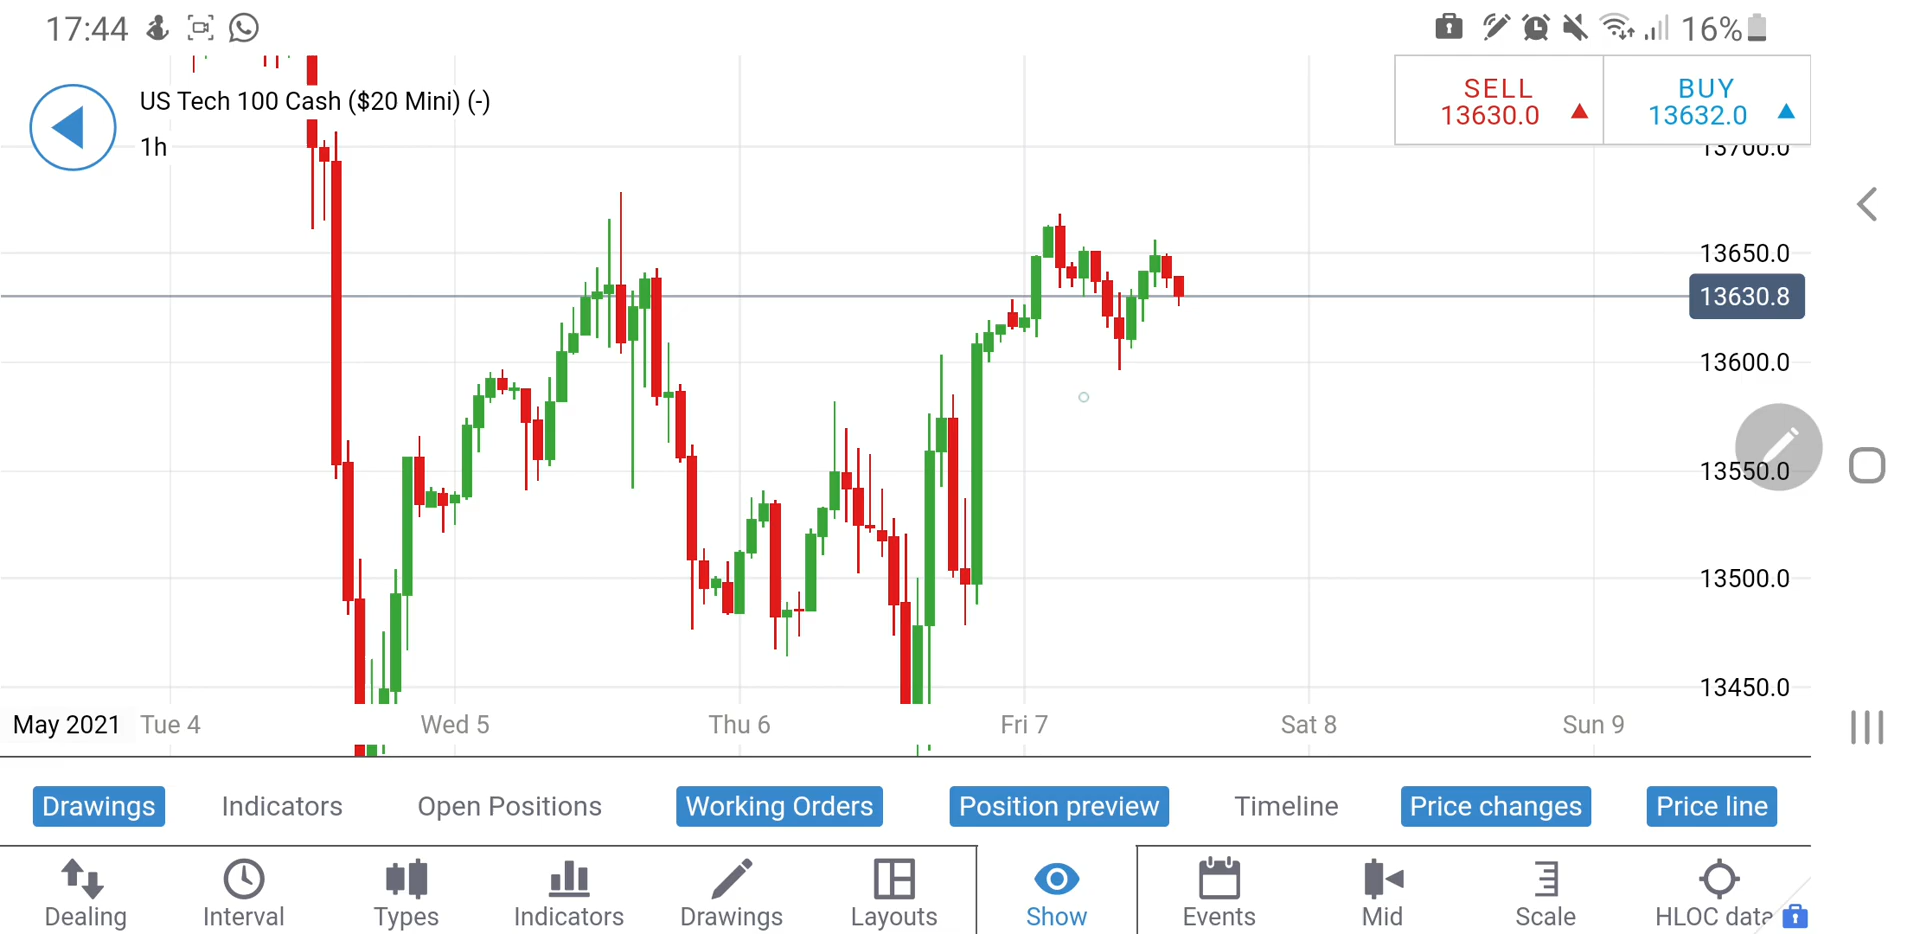 17:44
16%
US Tech 100 Cash ($20 Mini) (-)
1h
SELL
13630.0
BUY
13632.0
13700.0
13650.0
13630.8
13600.0
13550.0
13500.0
13450.0
May 2021 Tue 4 Wed 5 Thu 6 Fri 7 Sat 8 Sun 9
Drawings Indicators Open Positions Working Orders Position preview Timeline Price changes Price line
Dealing Interval Types Indicators Drawings Layouts Show Events Mid Scale HLOC data